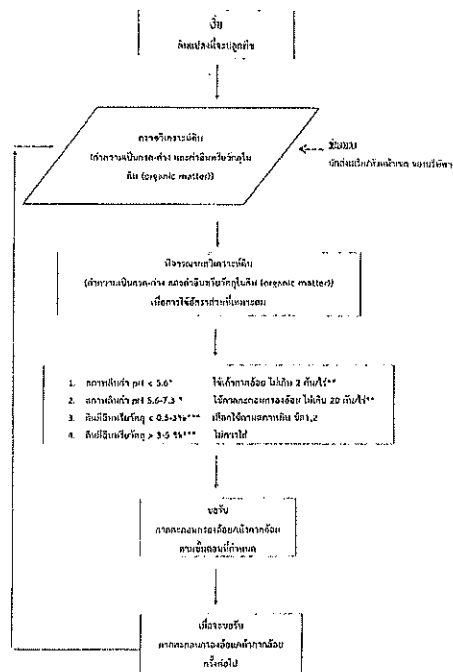 เริ่ม
ดินแปลงที่จะปลูกพืช
ตรวจวิเคราะห์ดิน
(ค่าความเป็นกรด-ด่าง และค่าอินทรียวัตถุใน
ดิน (organic matter))
นักส่งเสริม/หัวหน้าเขต ของบริษัทฯ
พิจารณาผลวิเคราะห์ดิน
(ค่าความเป็นกรด-ด่าง และค่าอินทรียวัตถุในดิน (organic matter))
เพื่อการใช้อัตราส่วนที่เหมาะสม
1. สภาพดินค่า pH < 5.6* ใช้เถ้ากากอ้อย ไม่เกิน 2 ตัน/ไร่**
2. สภาพดินค่า pH 5.6-7.3 * ใช้กากตะกอนกรองอ้อย ไม่เกิน 20 ตัน/ไร่**
3. ดินมีอินทรียวัตถุ < 0.5-3%*** เลือกใช้ตามสภาพดิน ข้อ1,2
4. ดินมีอินทรียวัตถุ > 3-5 %*** ไม่ควรใส่
ขอรับ
กากตะกอนกรองอ้อย/เถ้ากากอ้อย
ตามขั้นตอนที่กำหนด
เมื่อจะขอรับ
กากตะกอนกรองอ้อย/เถ้ากากอ้อย
ครั้งต่อไป